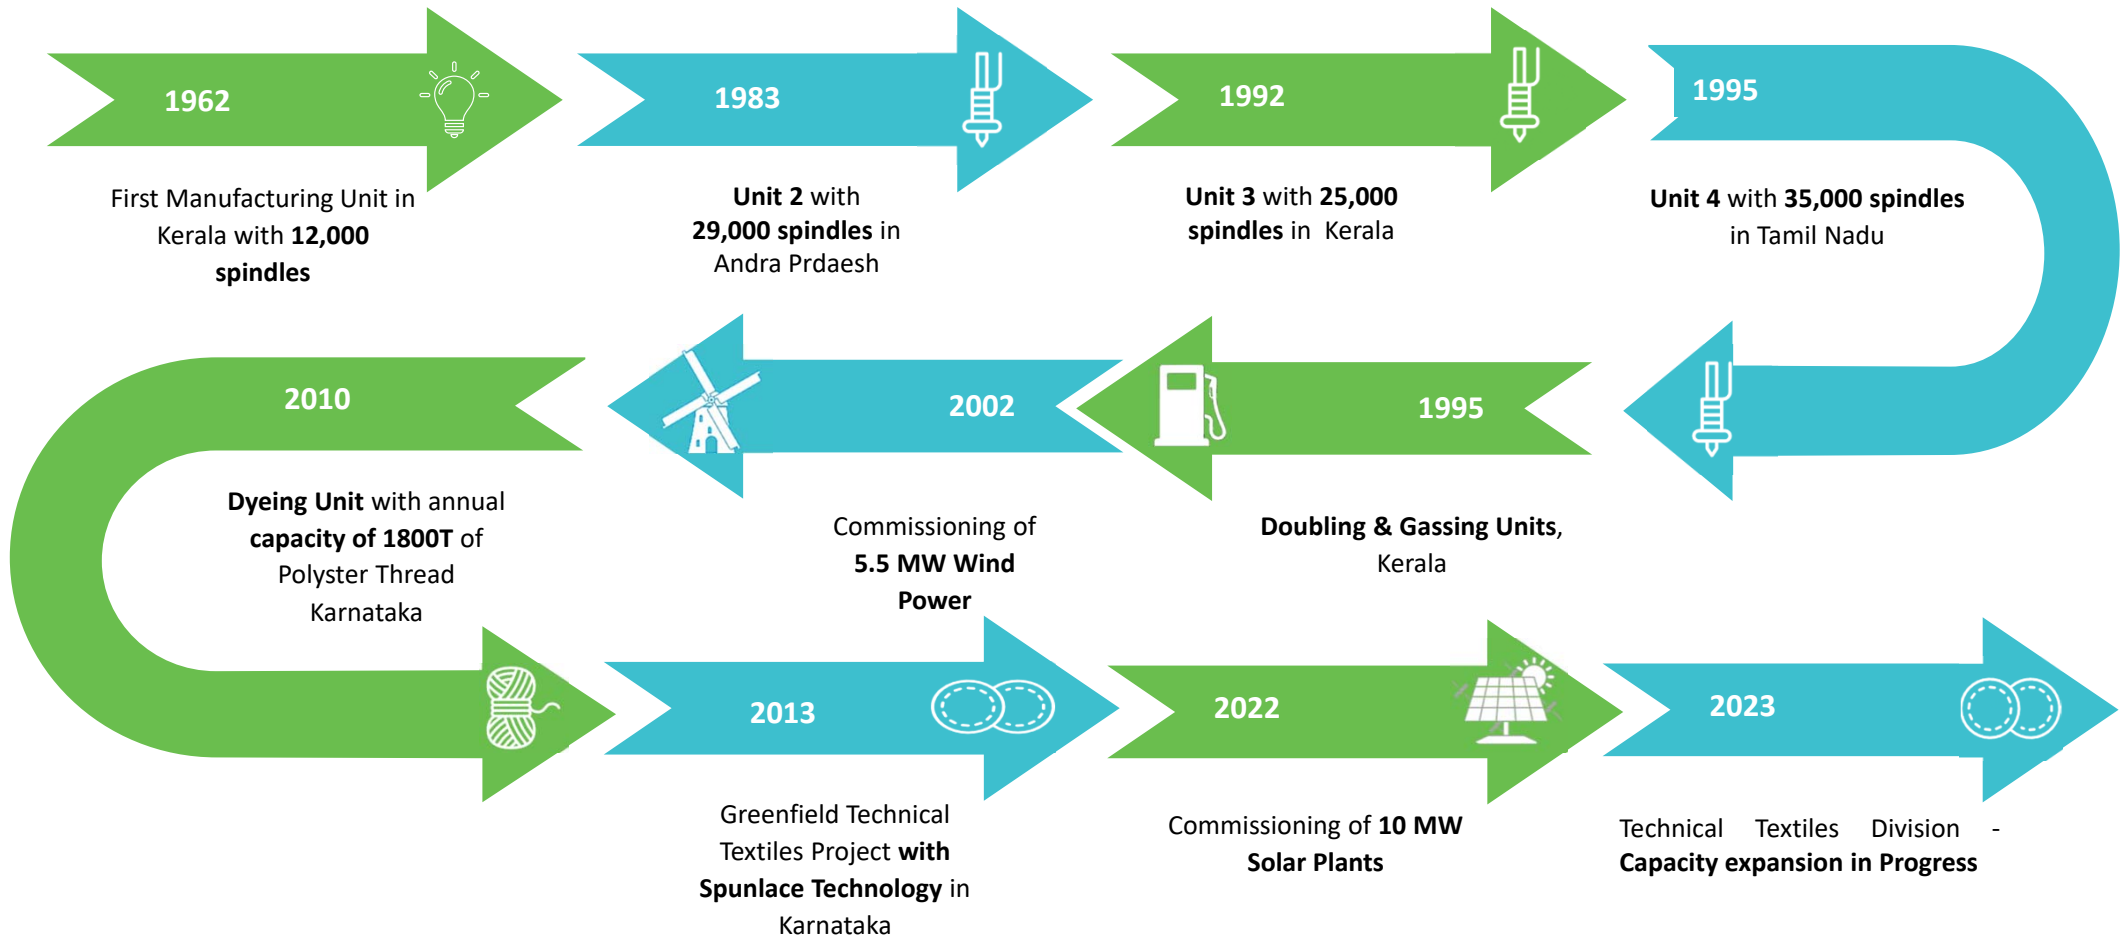 1962
First Manufacturing Unit in
Kerala with 12,000
spindles
1983
Unit 2 with
29,000 spindles in
Andra Prdaesh
1992
Unit 3 with 25,000
spindles in Kerala
1995
Unit 4 with 35,000 spindles
in Tamil Nadu
1995
Doubling & Gassing Units,
Kerala
2002
Commissioning of
5.5 MW Wind
Power
2010
Dyeing Unit with annual
capacity of 1800T of
Polyster Thread
Karnataka
2013
Greenfield Technical
Textiles Project with
Spunlace Technology in
Karnataka
2022
Commissioning of 10 MW
Solar Plants
2023
Technical Textiles Division -
Capacity expansion in Progress